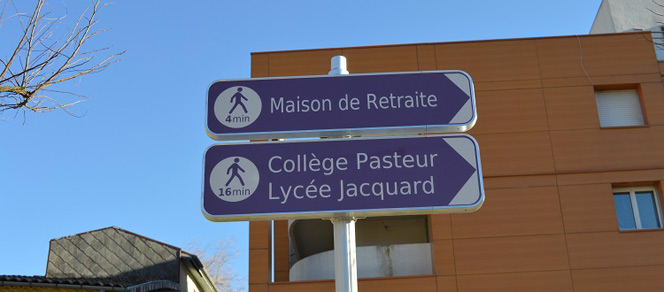 4min
Maison de Retraite
16min
Collège Pasteur
Lycée Jacquard